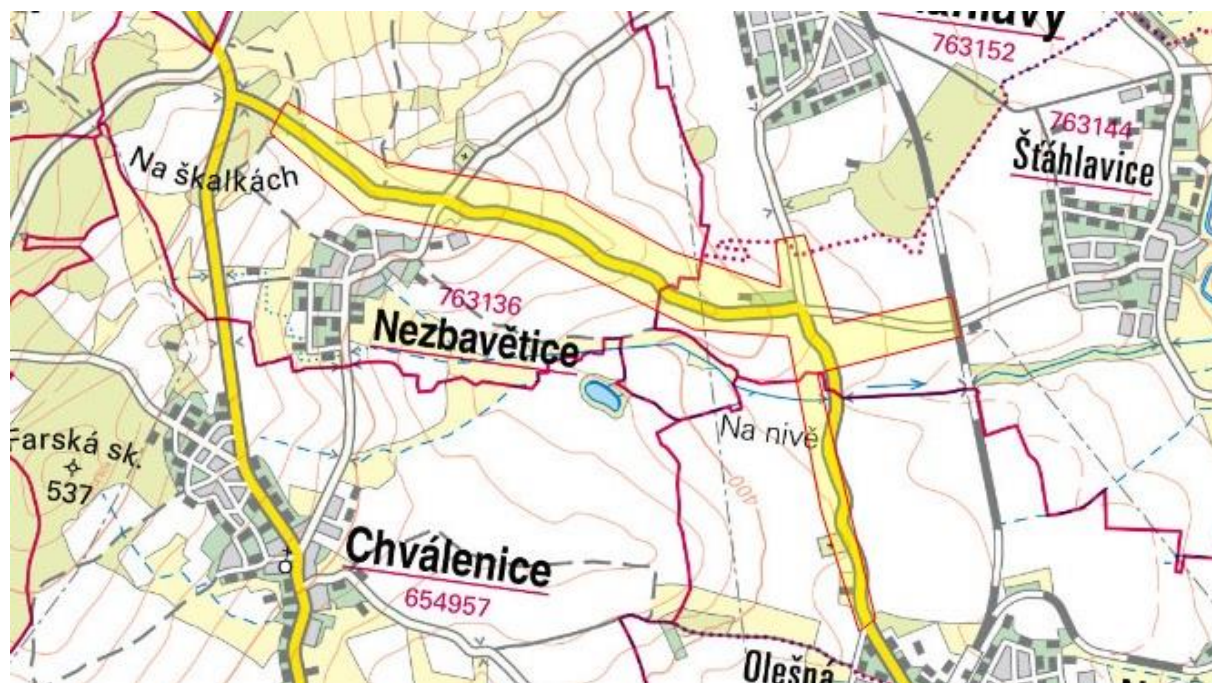 763152
763144
Šťáhlavice
Na škalkách
763136
Nezbavětice
Na nivě
Farská sk.
537
400
Chválenice
654957
Olešná